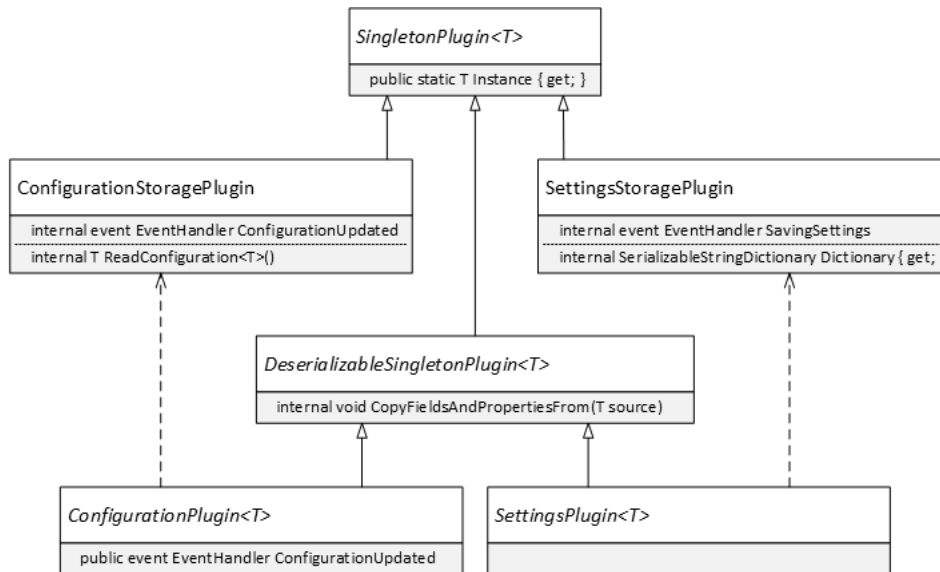 SingletonPlugin<T>
public static T Instance { get; }
ConfigurationStoragePlugin
internal event EventHandler ConfigurationUpdated
internal T ReadConfiguration<T>()
SettingsStoragePlugin
internal event EventHandler SavingSettings
internal SerializableStringDictionary Dictionary { get;
DeserializableSingletonPlugin<T>
internal void CopyFieldsAndPropertiesFrom(T source)
ConfigurationPlugin<T>
public event EventHandler ConfigurationUpdated
SettingsPlugin<T>